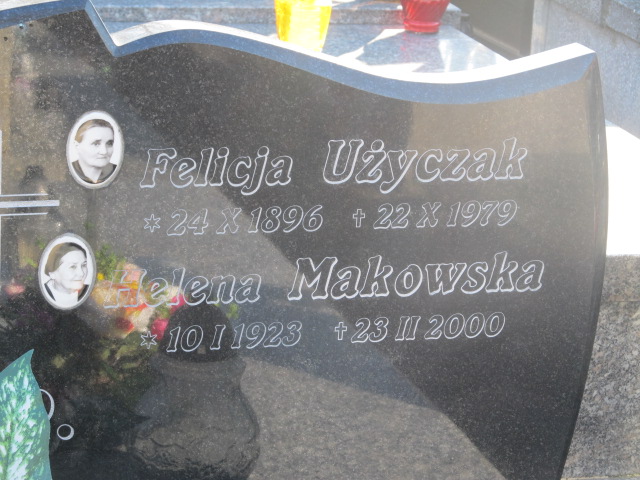 Felicja Użyczak
* 24 X 1896 † 22 X 1979
Helena Makowska
* 10 I 1923 † 23 II 2000